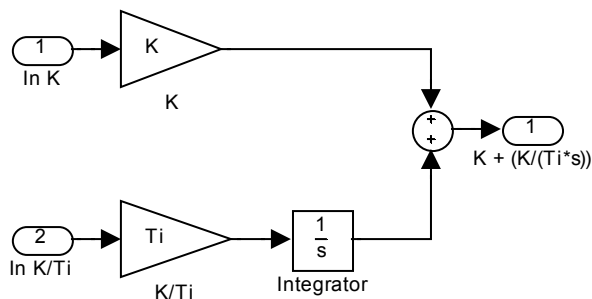 1
In K
K
K
+
+
1
K + (K/(Ti*s))
2
In K/Ti
Ti
K/Ti
1
s
Integrator